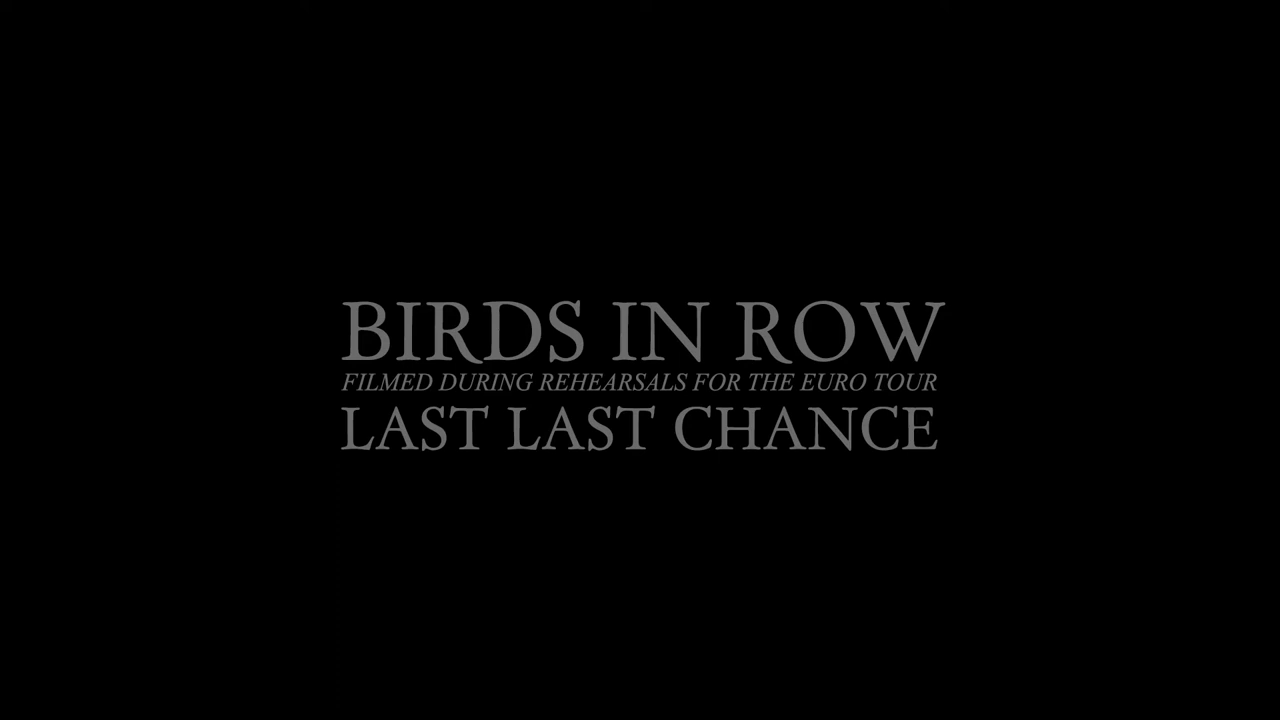 BIRDS IN ROW
FILMED DURING REHEARSALS FOR THE EURO TOUR
LAST LAST CHANCE